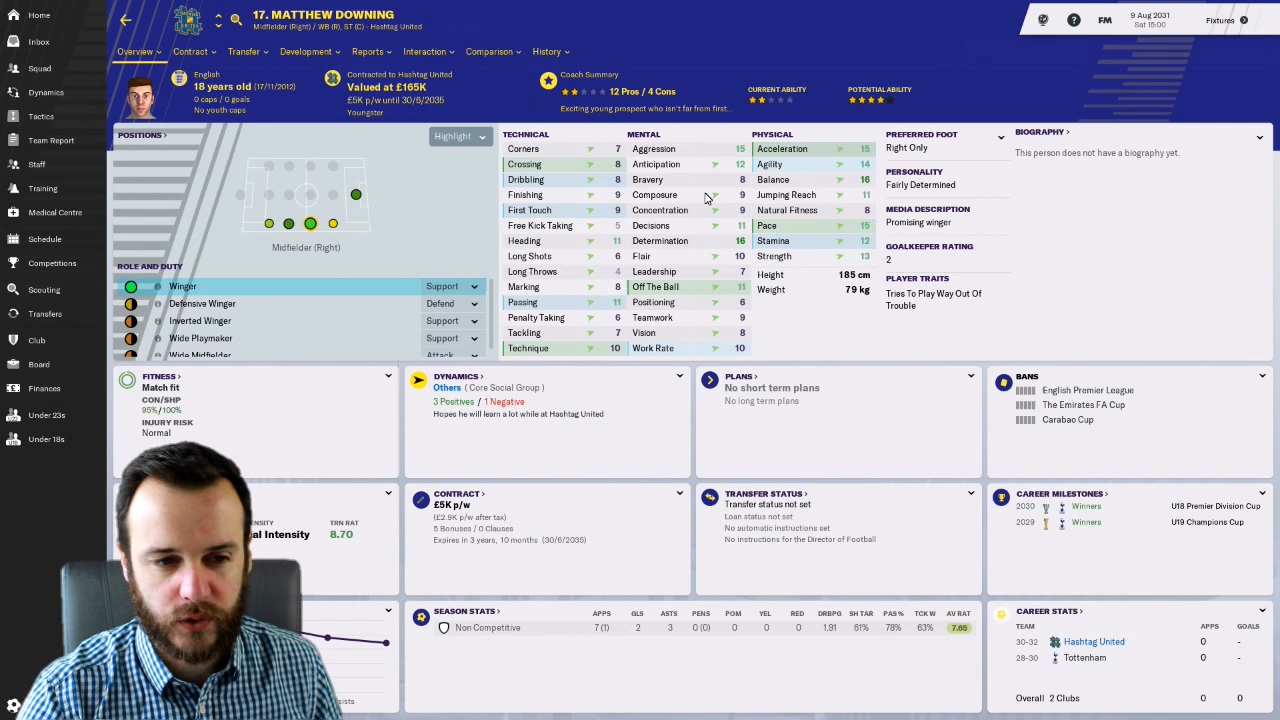 17. MATTHEW DOWNING
Midfielder (Right) / WB (R), ST (C) - Hashtag United
FM
9 Aug 2031
Sat 15:00
Fixtures
Home
Inbox
Squad
Dynamics
Tactics
Team Report
Staff
Training
Medical Centre
Schedule
Competitions
Scouting
Transfers
Club
Board
Finances
Under 23s
Under 18s
Overview
Contract
Transfer
Development
Reports
Interaction
Comparison
History
English
18 years old (17/11/2012)
0 caps / 0 goals
No youth caps
Contracted to Hashtag United
Valued at £165K
£5K p/w until 30/6/2035
Youngster
Coach Summary
12 Pros / 4 Cons
Exciting young prospect who isn't far from first...
CURRENT ABILITY
POTENTIAL ABILITY
POSITIONS
Highlight
Midfielder (Right)
ROLE AND DUTY
Winger Support
Defensive Winger Defend
Inverted Winger Support
Wide Playmaker Support
Wide Midfielder Attack
TECHNICAL
Corners 7
Crossing 8
Dribbling 8
Finishing 9
First Touch 9
Free Kick Taking 5
Heading 11
Long Shots 6
Long Throws 4
Marking 8
Passing 11
Penalty Taking 6
Tackling 7
Technique 10
MENTAL
Aggression 15
Anticipation 12
Bravery 8
Composure 9
Concentration 9
Decisions 11
Determination 16
Flair 10
Leadership 7
Off The Ball 11
Positioning 6
Teamwork 9
Vision 8
Work Rate 10
PHYSICAL
Acceleration 15
Agility 14
Balance 16
Jumping Reach 11
Natural Fitness 8
Pace 15
Stamina 12
Strength 13
Height 185 cm
Weight 79 kg
PREFERRED FOOT
Right Only
PERSONALITY
Fairly Determined
MEDIA DESCRIPTION
Promising winger
GOALKEEPER RATING
2
PLAYER TRAITS
Tries To Play Way Out Of
Trouble
BIOGRAPHY
This person does not have a biography yet.
FITNESS
Match fit
CON/SHP
95%/100%
INJURY RISK
Normal
DYNAMICS
Others ( Core Social Group )
3 Positives / 1 Negative
Hopes he will learn a lot while at Hashtag United
PLANS
No short term plans
No long term plans
BANS
English Premier League
The Emirates FA Cup
Carabao Cup
TRN RAT
al Intensity 8.70
CONTRACT
£5K p/w
(£2.9K p/w after tax)
5 Bonuses / 0 Clauses
Expires in 3 years, 10 months (30/6/2035)
TRANSFER STATUS
Transfer status not set
Loan status not set
No automatic instructions set
No instructions for the Director of Football
CAREER MILESTONES
2030 Winners U18 Premier Division Cup
2029 Winners U19 Champions Cup
SEASON STATS APPS GLS ASTS PENS POM YEL RED DRBPG SH TAR PAS % TCK W AV RAT
Non Competitive 7 (1) 2 3 0 (0) 0 0 0 1.91 61% 78% 63% 7.65
CAREER STATS
TEAM APPS GOALS
30-32 Hashtag United 0 -
28-30 Tottenham 0 -
Overall 2 Clubs 0 0